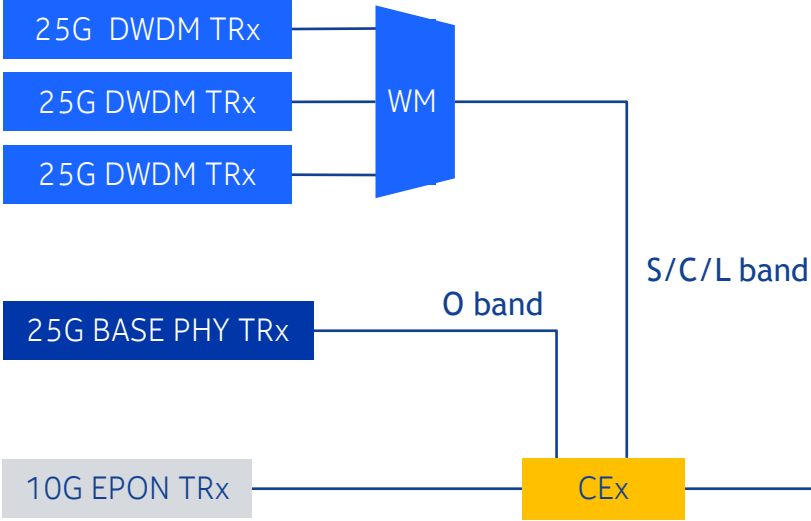 25G DWDM TRx
25G DWDM TRx
WM
25G DWDM TRx
S/C/L band
O band
25G BASE PHY TRx
10G EPON TRx
CEx